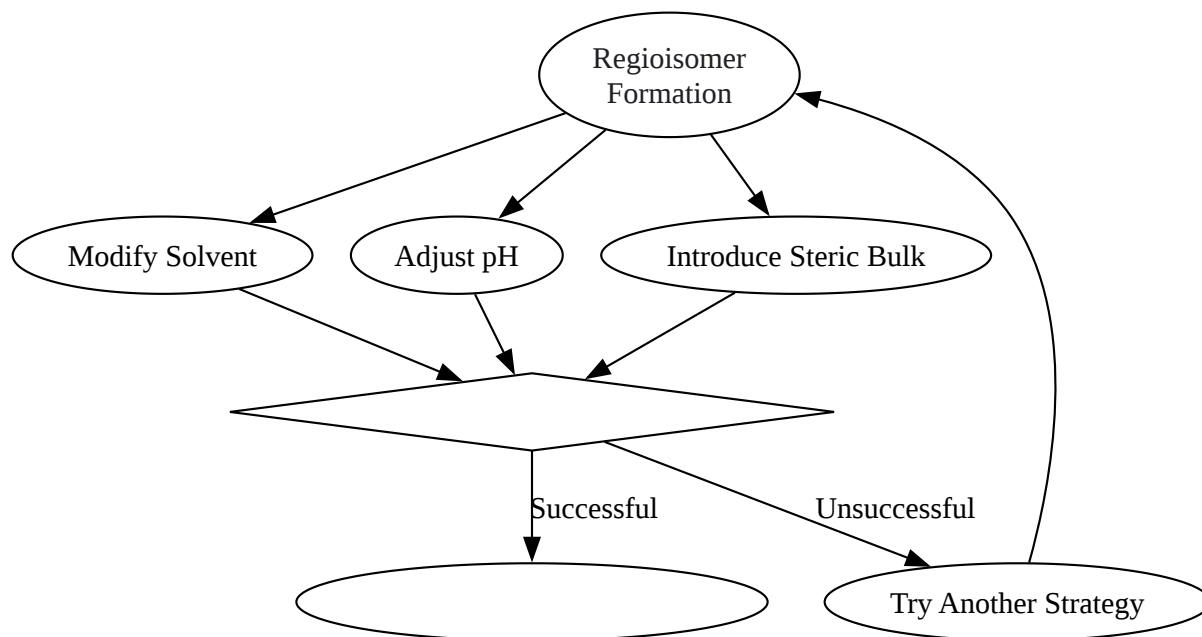 Regioisomer
Formation
Modify Solvent
Adjust pH
Introduce Steric Bulk
Successful
Unsuccessful
Try Another Strategy